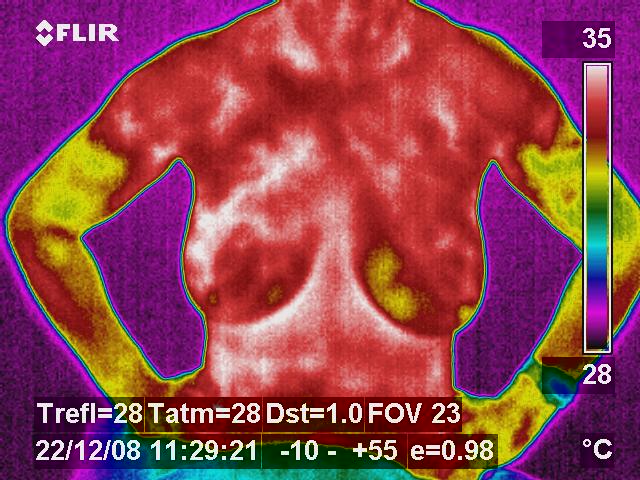 FLIR
35
28
Trefl=28 Tatm=28 Dst=1.0 FOV 23
22/12/08 11:29:21 -10 - +55 e=0.98
°C